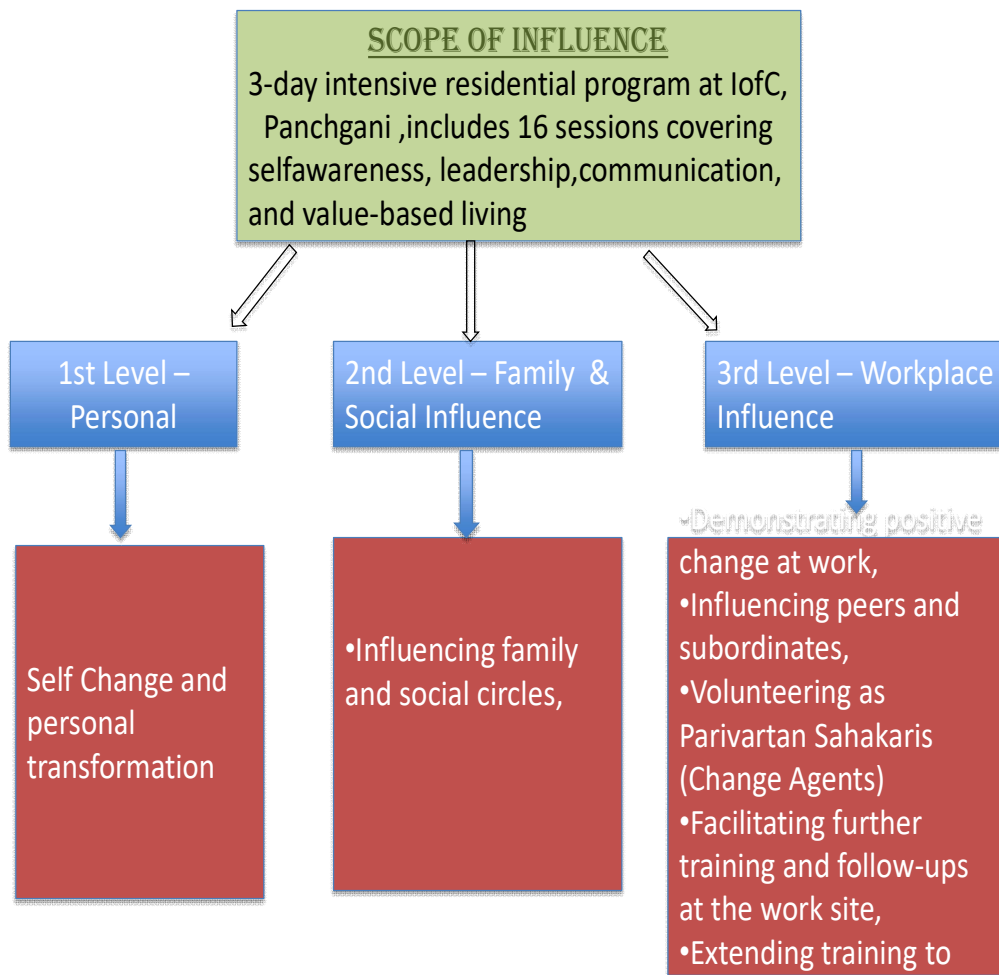 SCOPE OF INFLUENCE
3-day intensive residential program at IofC,
Panchgani ,includes 16 sessions covering
selfawareness, leadership,communication,
and value-based living
1st Level –
Personal
2nd Level – Family &
Social Influence
3rd Level – Workplace
Influence
Self Change and
personal
transformation
•Influencing family
and social circles,
•Demonstrating positive
change at work,
•Influencing peers and
subordinates,
•Volunteering as
Parivartan Sahakaris
(Change Agents)
•Facilitating further
training and follow-ups
at the work site,
•Extending training to